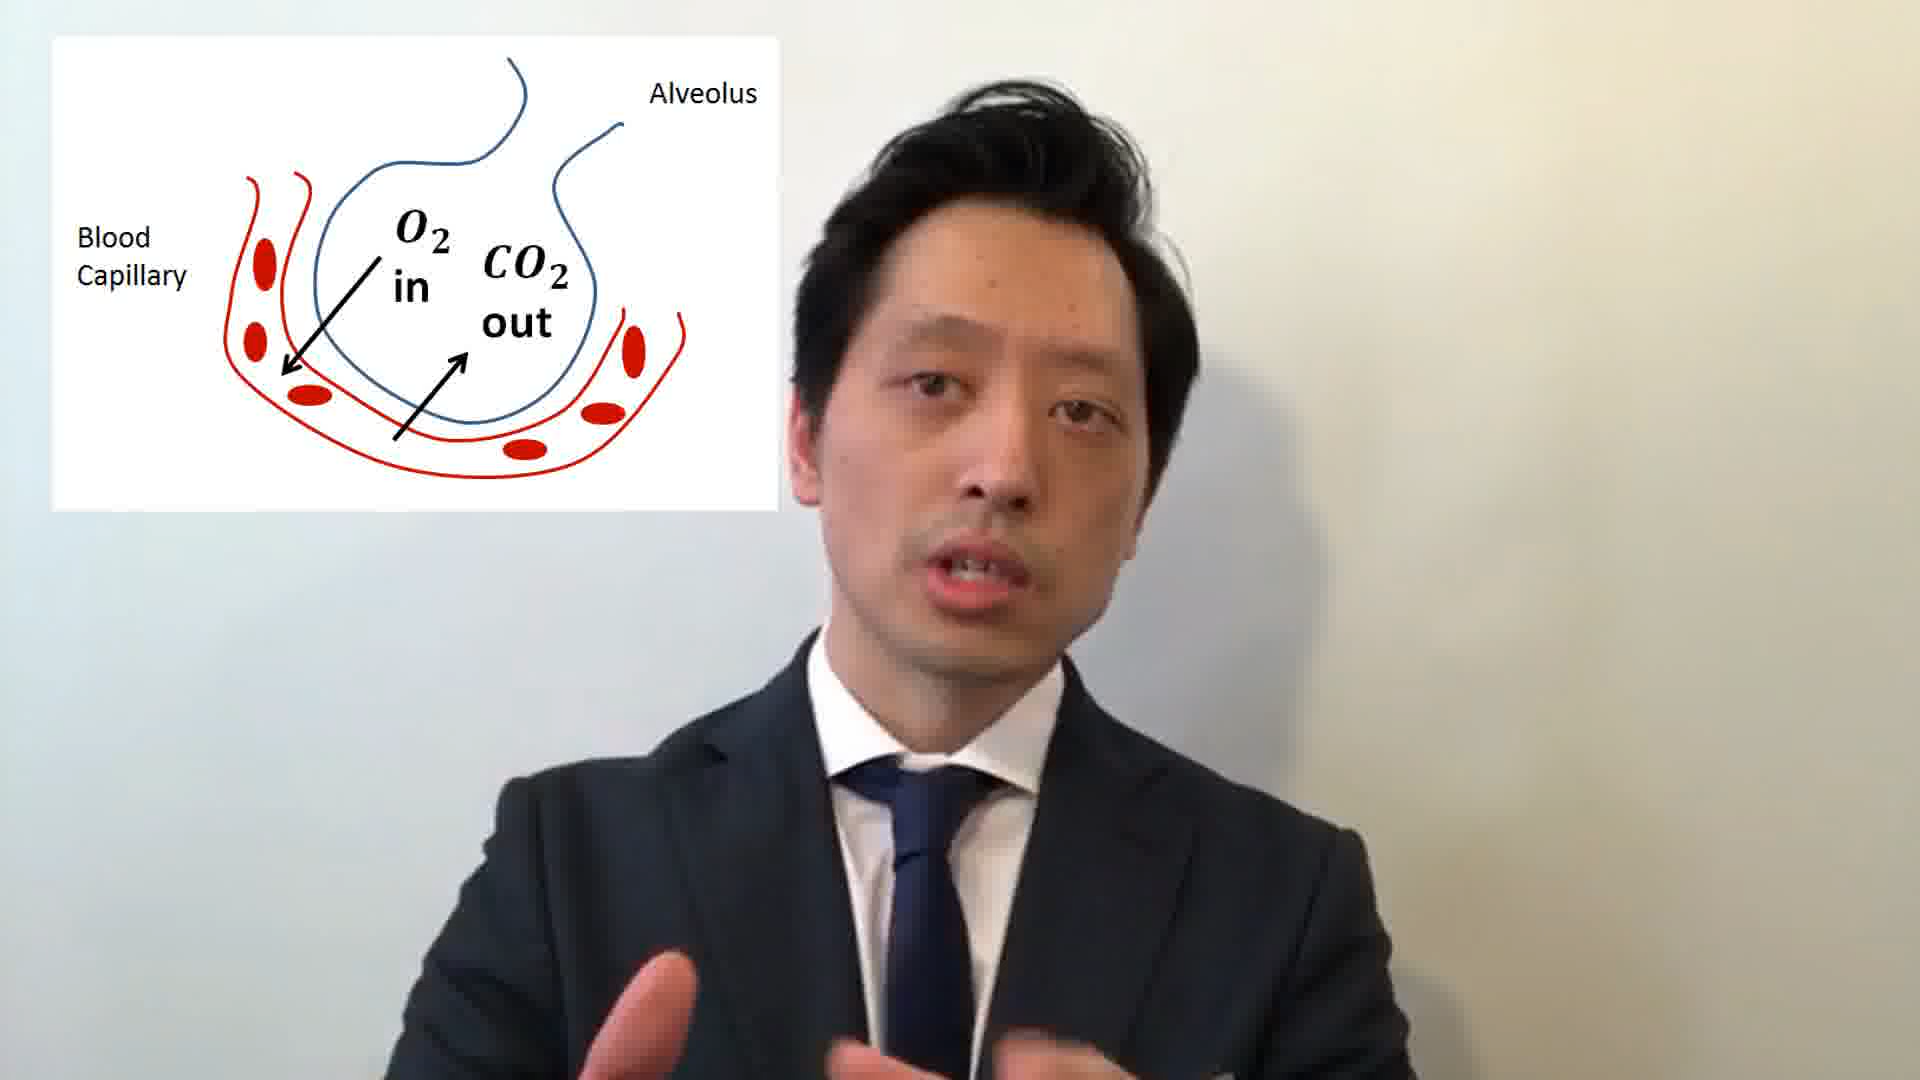 Alveolus
Blood
Capillary
O₂
in
CO₂
out